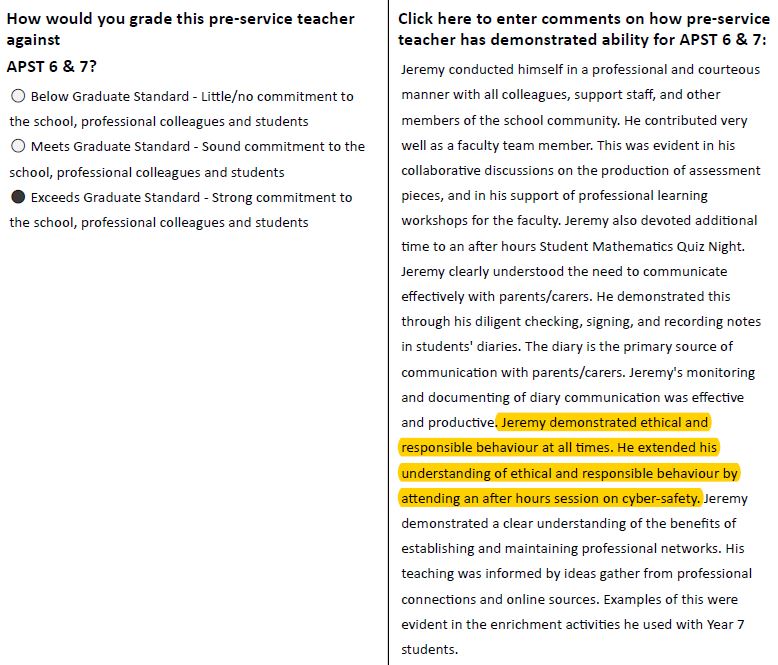 How would you grade this pre-service teacher
against
APST 6 & 7?
Below Graduate Standard - Little/no commitment to
the school, professional colleagues and students
Meets Graduate Standard - Sound commitment to the
school, professional colleagues and students
Exceeds Graduate Standard - Strong commitment to
the school, professional colleagues and students
Click here to enter comments on how pre-service
teacher has demonstrated ability for APST 6 & 7:
Jeremy conducted himself in a professional and courteous
manner with all colleagues, support staff, and other
members of the school community. He contributed very
well as a faculty team member. This was evident in his
collaborative discussions on the production of assessment
pieces, and in his support of professional learning
workshops for the faculty. Jeremy also devoted additional
time to an after hours Student Mathematics Quiz Night.
Jeremy clearly understood the need to communicate
effectively with parents/carers. He demonstrated this
through his diligent checking, signing, and recording notes
in students' diaries. The diary is the primary source of
communication with parents/carers. Jeremy's monitoring
and documenting of diary communication was effective
and productive. Jeremy demonstrated ethical and
responsible behaviour at all times. He extended his
understanding of ethical and responsible behaviour by
attending an after hours session on cyber-safety. Jeremy
demonstrated a clear understanding of the benefits of
establishing and maintaining professional networks. His
teaching was informed by ideas gather from professional
connections and online sources. Examples of this were
evident in the enrichment activities he used with Year 7
students.